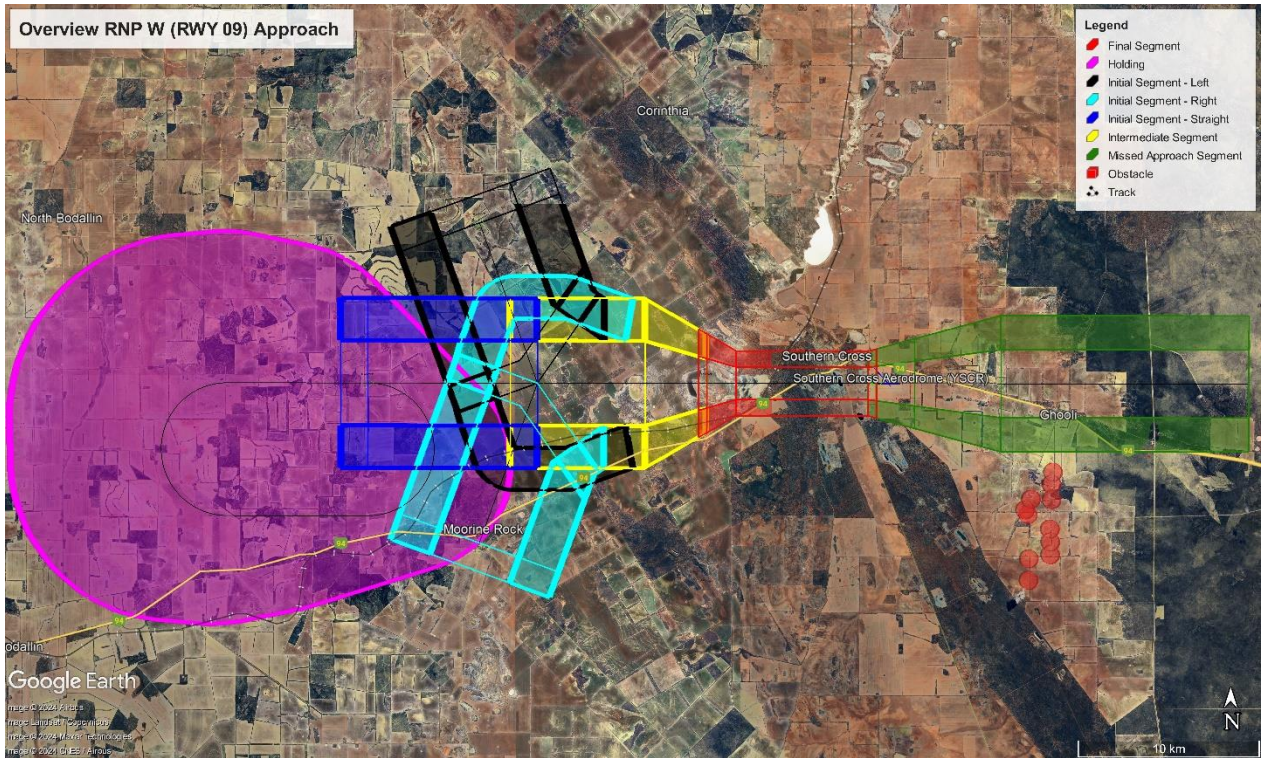 Overview RNP W (RWY 09) Approach
Legend
Final Segment
Holding
Initial Segment - Left
Initial Segment - Right
Initial Segment - Straight
Intermediate Segment
Missed Approach Segment
Obstacle
Track
Corinthia
North Bodallin
Southern Cross
94
Southern Cross Aerodrome (YSCR)
94
Ghooli
94
94
Moorine Rock
94
94
odallin
Google Earth
Image © 2024 Airbus
Image Landsat / Copernicus
Image © 2024 Maxar Technologies
Image © 2024 CNES / Airbus
N
10 km